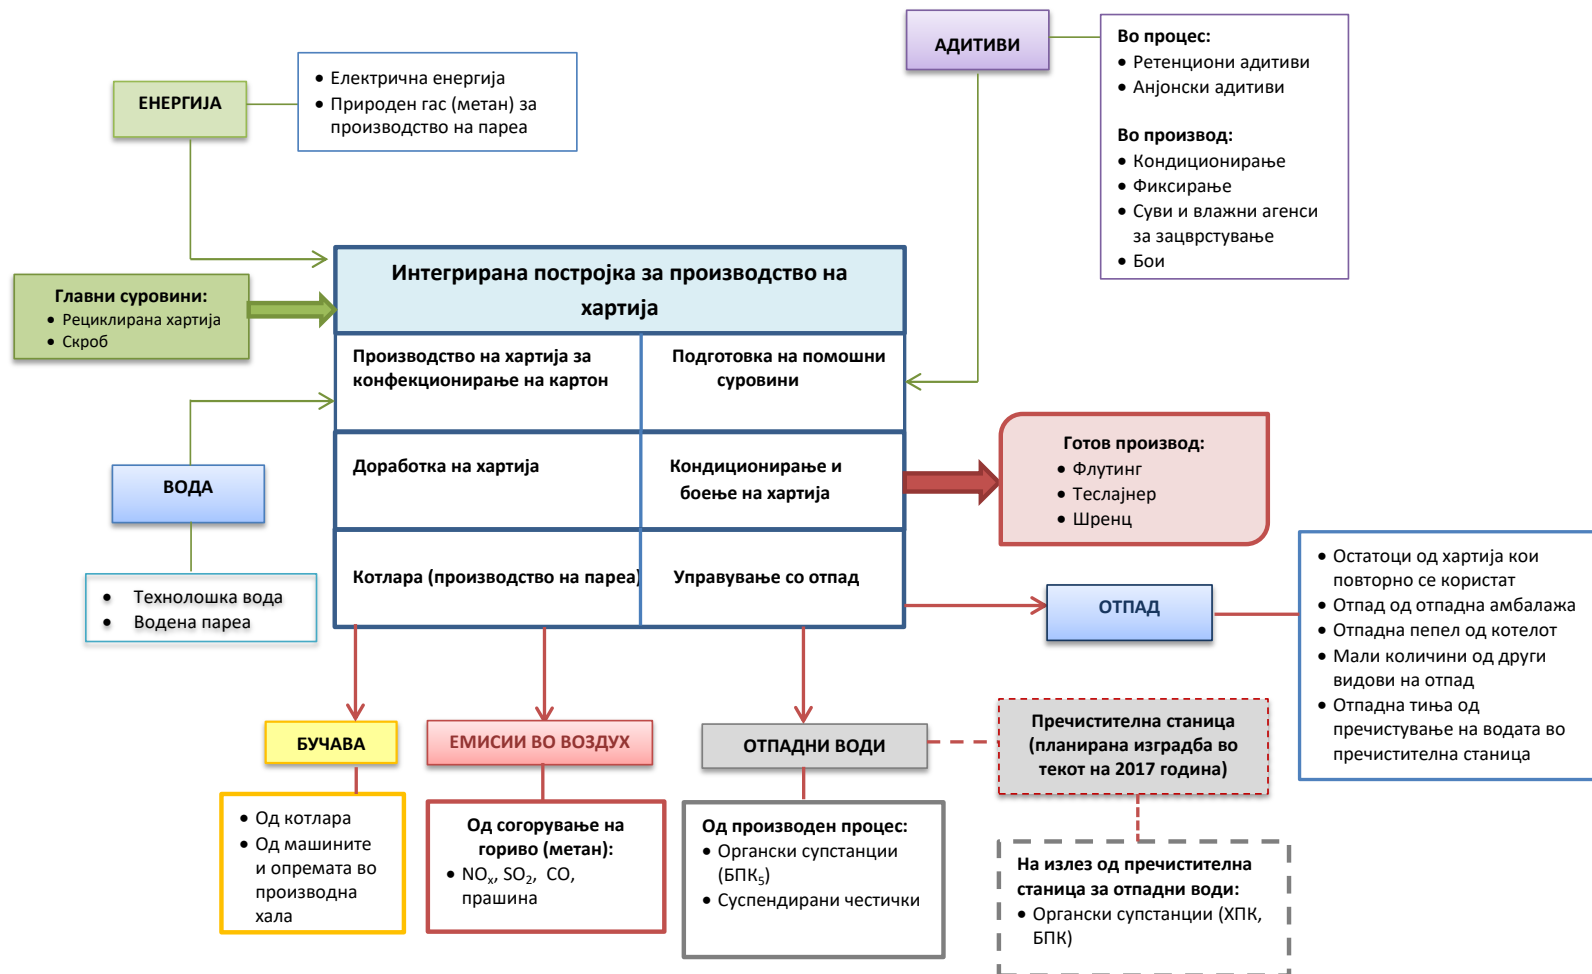 АДИТИВИ
Во процес:
• Ретенциони адитиви
• Анјонски адитиви
Во производ:
• Кондиционирање
• Фиксирање
• Суви и влажни агенси
за зацврстување
• Бои
ЕНЕРГИЈА
• Електрична енергија
• Природен гас (метан) за
производство на пареа
Главни суровини:
• Рециклирана хартија
• Скроб
Интегрирана постројка за производство на
хартија
Производство на хартија за
конфекционирање на картон
Подготовка на помошни
суровини
Доработка на хартија
Кондиционирање и
боење на хартија
Котлара (производство на пареа)
Управување со отпад
ВОДА
• Технолошка вода
• Водена пареа
Готов производ:
• Флутинг
• Теслајнер
• Шренц
ОТПАД
• Остатоци од хартија кои
повторно се користат
• Отпад од отпадна амбалажа
• Отпадна пепел од котелот
• Мали количини од други
видови на отпад
• Отпадна тиња од
пречистување на водата во
пречистителна станица
БУЧАВА
• Од котлара
• Од машините
и опремата во
производна
хала
ЕМИСИИ ВО ВОЗДУХ
Од согорување на
гориво (метан):
• NOx, SO2, CO,
прашина
ОТПАДНИ ВОДИ
Од производен процес:
• Органски супстанции
(БПК5)
• Суспендирани честички
Пречистителна станица
(планирана изградба во
текот на 2017 година)
На излез од пречистителна
станица за отпадни води:
• Органски супстанции (ХПК,
БПК)